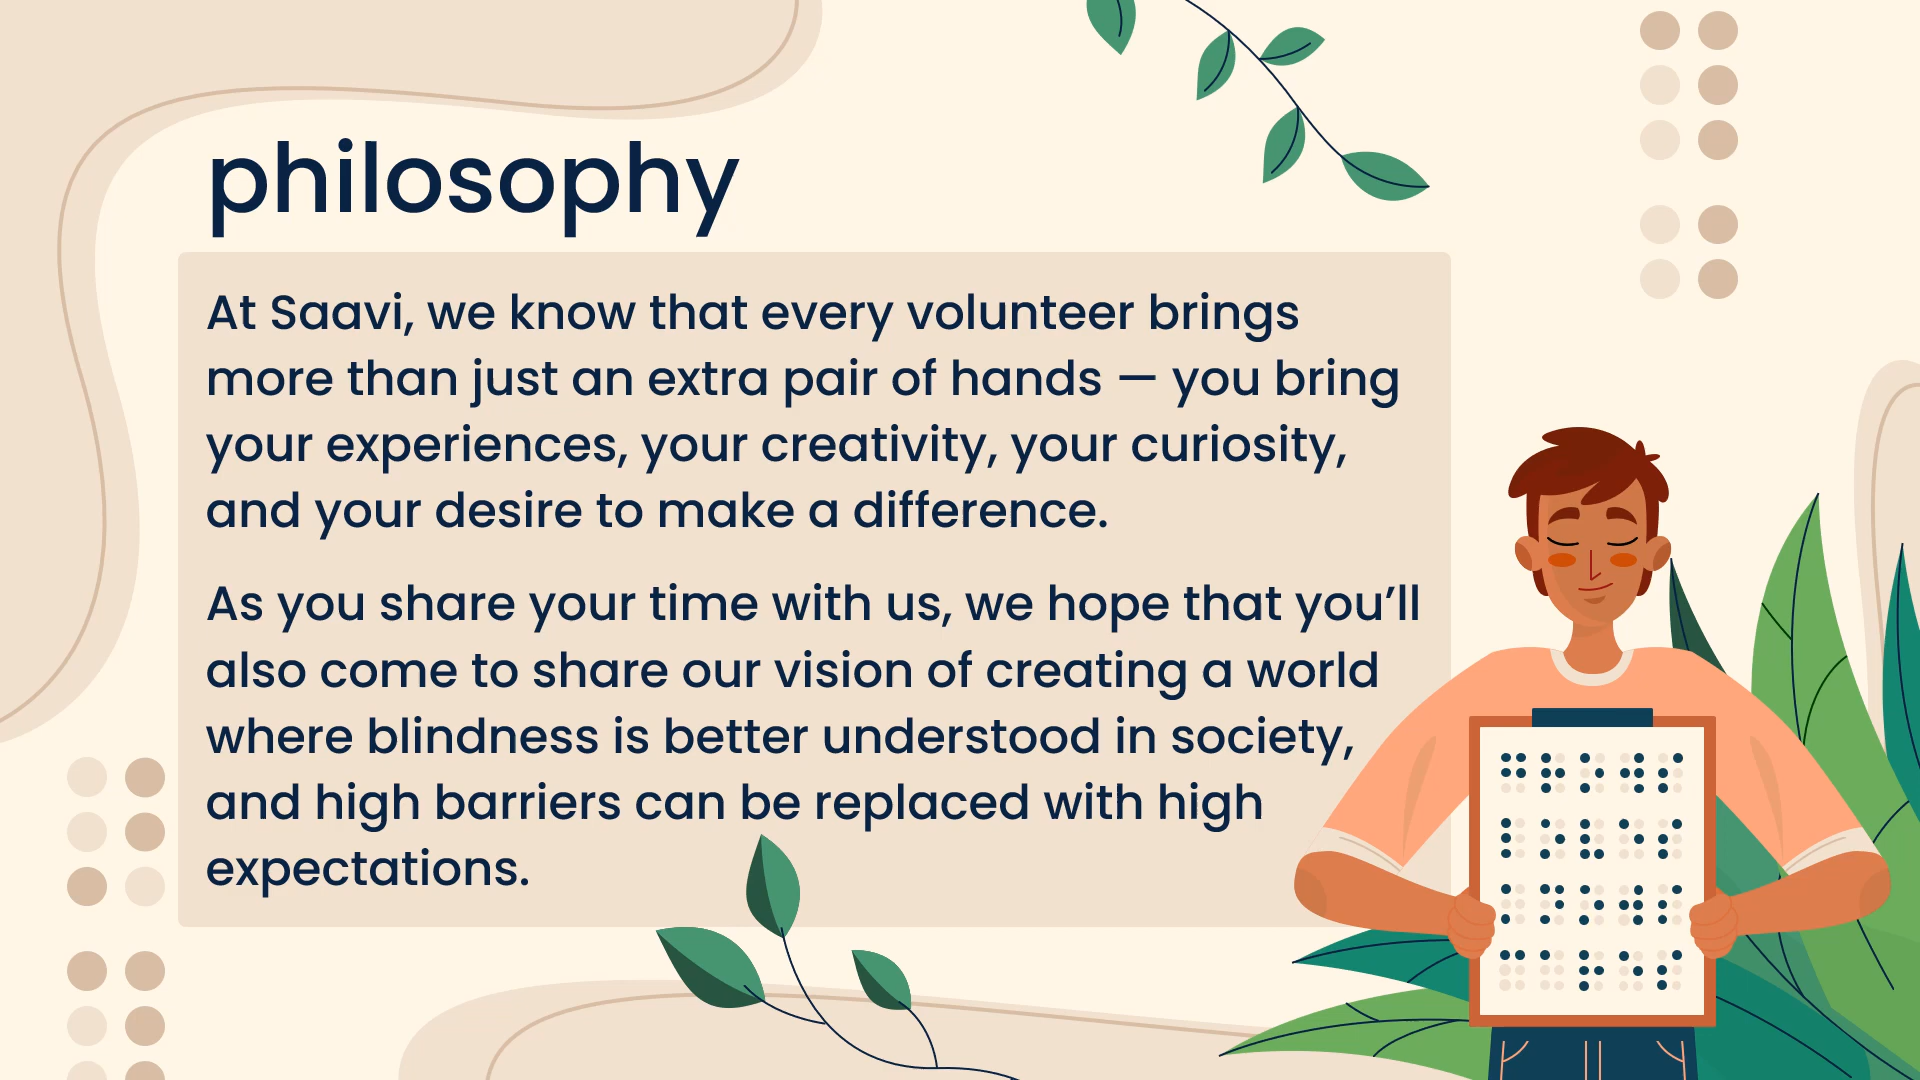 philosophy
At Saavi, we know that every volunteer brings
more than just an extra pair of hands — you bring
your experiences, your creativity, your curiosity,
and your desire to make a difference.
As you share your time with us, we hope that you’ll
also come to share our vision of creating a world
where blindness is better understood in society,
and high barriers can be replaced with high
expectations.